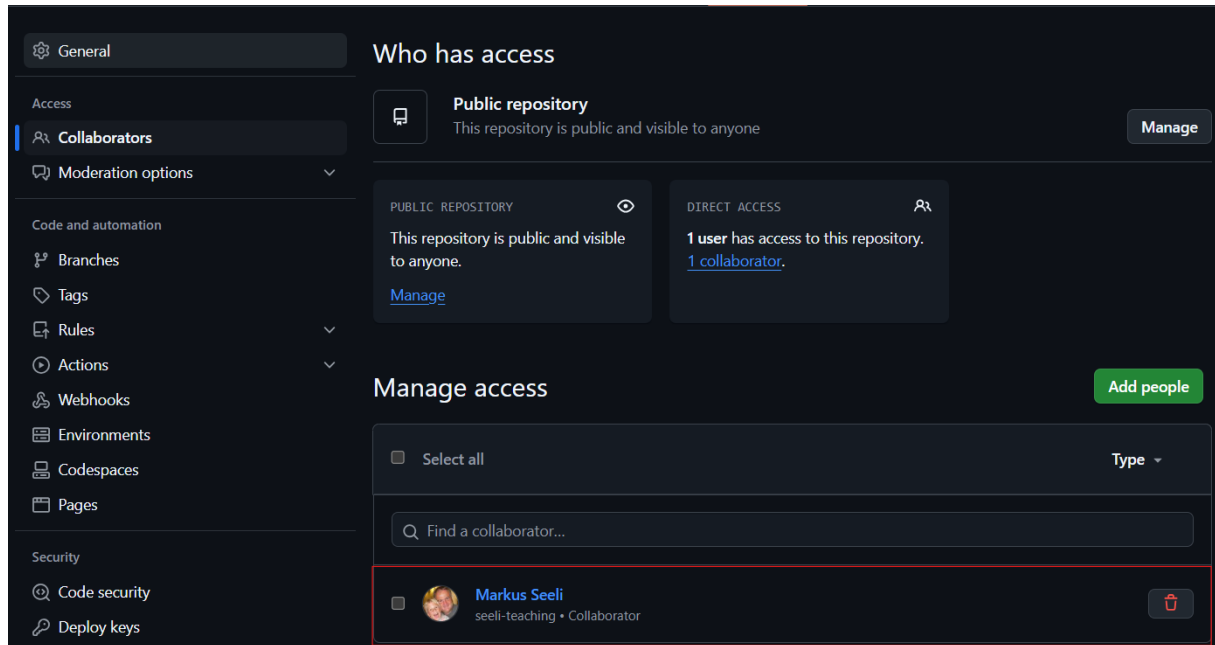 General
Access
Collaborators
Moderation options
Code and automation
Branches
Tags
Rules
Actions
Webhooks
Environments
Codespaces
Pages
Security
Code security
Deploy keys
Who has access
Public repository
This repository is public and visible to anyone
Manage
PUBLIC REPOSITORY
This repository is public and visible
to anyone.
Manage
DIRECT ACCESS
1 user has access to this repository.
1 collaborator.
Manage access
Add people
Select all
Type
Find a collaborator...
Markus Seeli
seeli-teaching • Collaborator